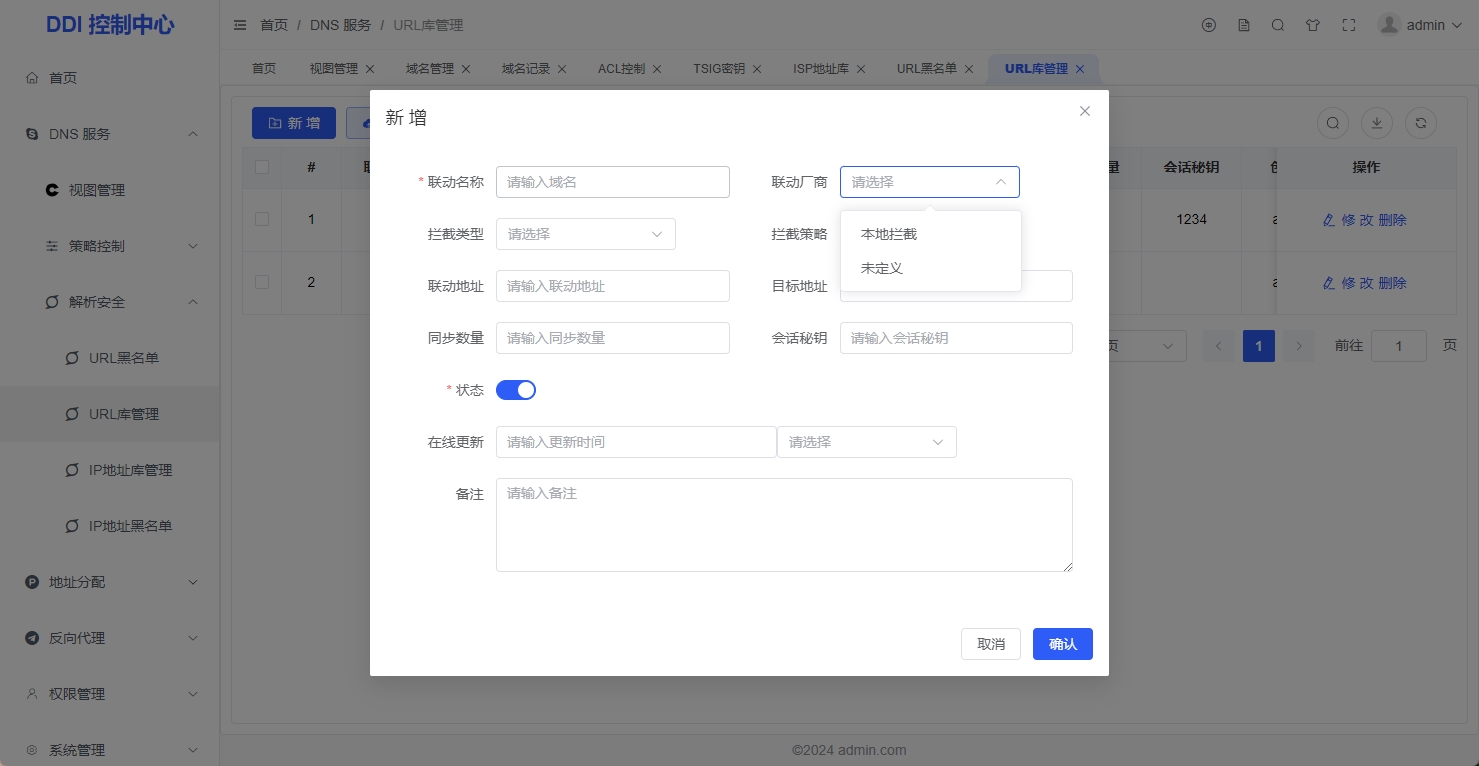 DDI 控制中心
首页 / DNS 服务 / URL库管理
admin
首页 视图管理 域名管理 域名记录 ACL控制 TSIG密钥 ISP地址库 URL黑名单 URL库管理
首页
DNS 服务
视图管理
策略控制
解析安全
URL黑名单
URL库管理
IP地址库管理
IP地址黑名单
地址分配
反向代理
权限管理
系统管理
新 增
# 会话秘钥 操作
1 1234 修 改 删除
2 修 改 删除
页 1 前往 1 页
新 增
* 联动名称 请输入域名 联动厂商 请选择
本地拦截
未定义
拦截类型 请选择 拦截策略
联动地址 请输入联动地址 目标地址
同步数量 请输入同步数量 会话秘钥 请输入会话秘钥
* 状态
在线更新 请输入更新时间 请选择
备注 请输入备注
取消 确认
©2024 admin.com